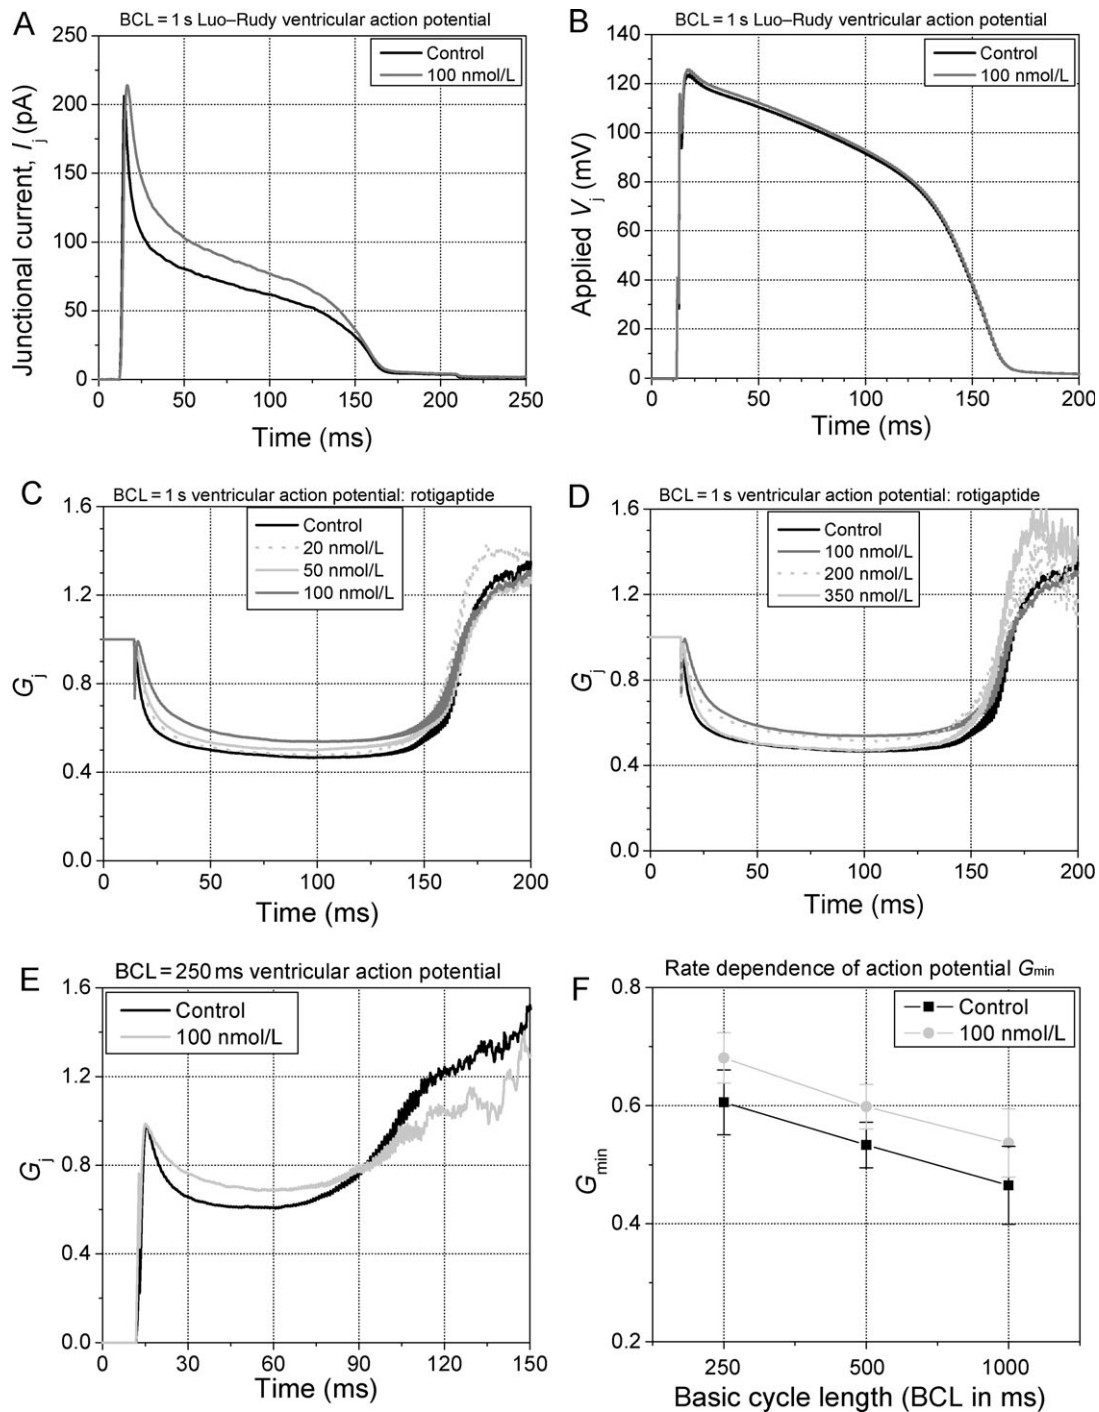 A
BCL = 1 s Luo–Rudy ventricular action potential
Control
100 nmol/L
Junctional current, Ij (pA)
250
200
150
100
50
0
0 50 100 150 200 250
Time (ms)
B
BCL = 1 s Luo–Rudy ventricular action potential
Control
100 nmol/L
Applied Vj (mV)
140
120
100
80
60
40
20
0
0 50 100 150 200
Time (ms)
C
BCL = 1 s ventricular action potential: rotigaptide
Control
20 nmol/L
50 nmol/L
100 nmol/L
Gj
1.6
1.2
0.8
0.4
0.0
0 50 100 150 200
Time (ms)
D
BCL = 1 s ventricular action potential: rotigaptide
Control
100 nmol/L
200 nmol/L
350 nmol/L
Gj
1.6
1.2
0.8
0.4
0.0
0 50 100 150 200
Time (ms)
E
BCL = 250 ms ventricular action potential
Control
100 nmol/L
Gj
1.6
1.2
0.8
0.4
0.0
0 30 60 90 120 150
Time (ms)
F
Rate dependence of action potential Gmin
Control
100 nmol/L
Gmin
0.8
0.6
0.4
0.2
250 500 1000
Basic cycle length (BCL in ms)